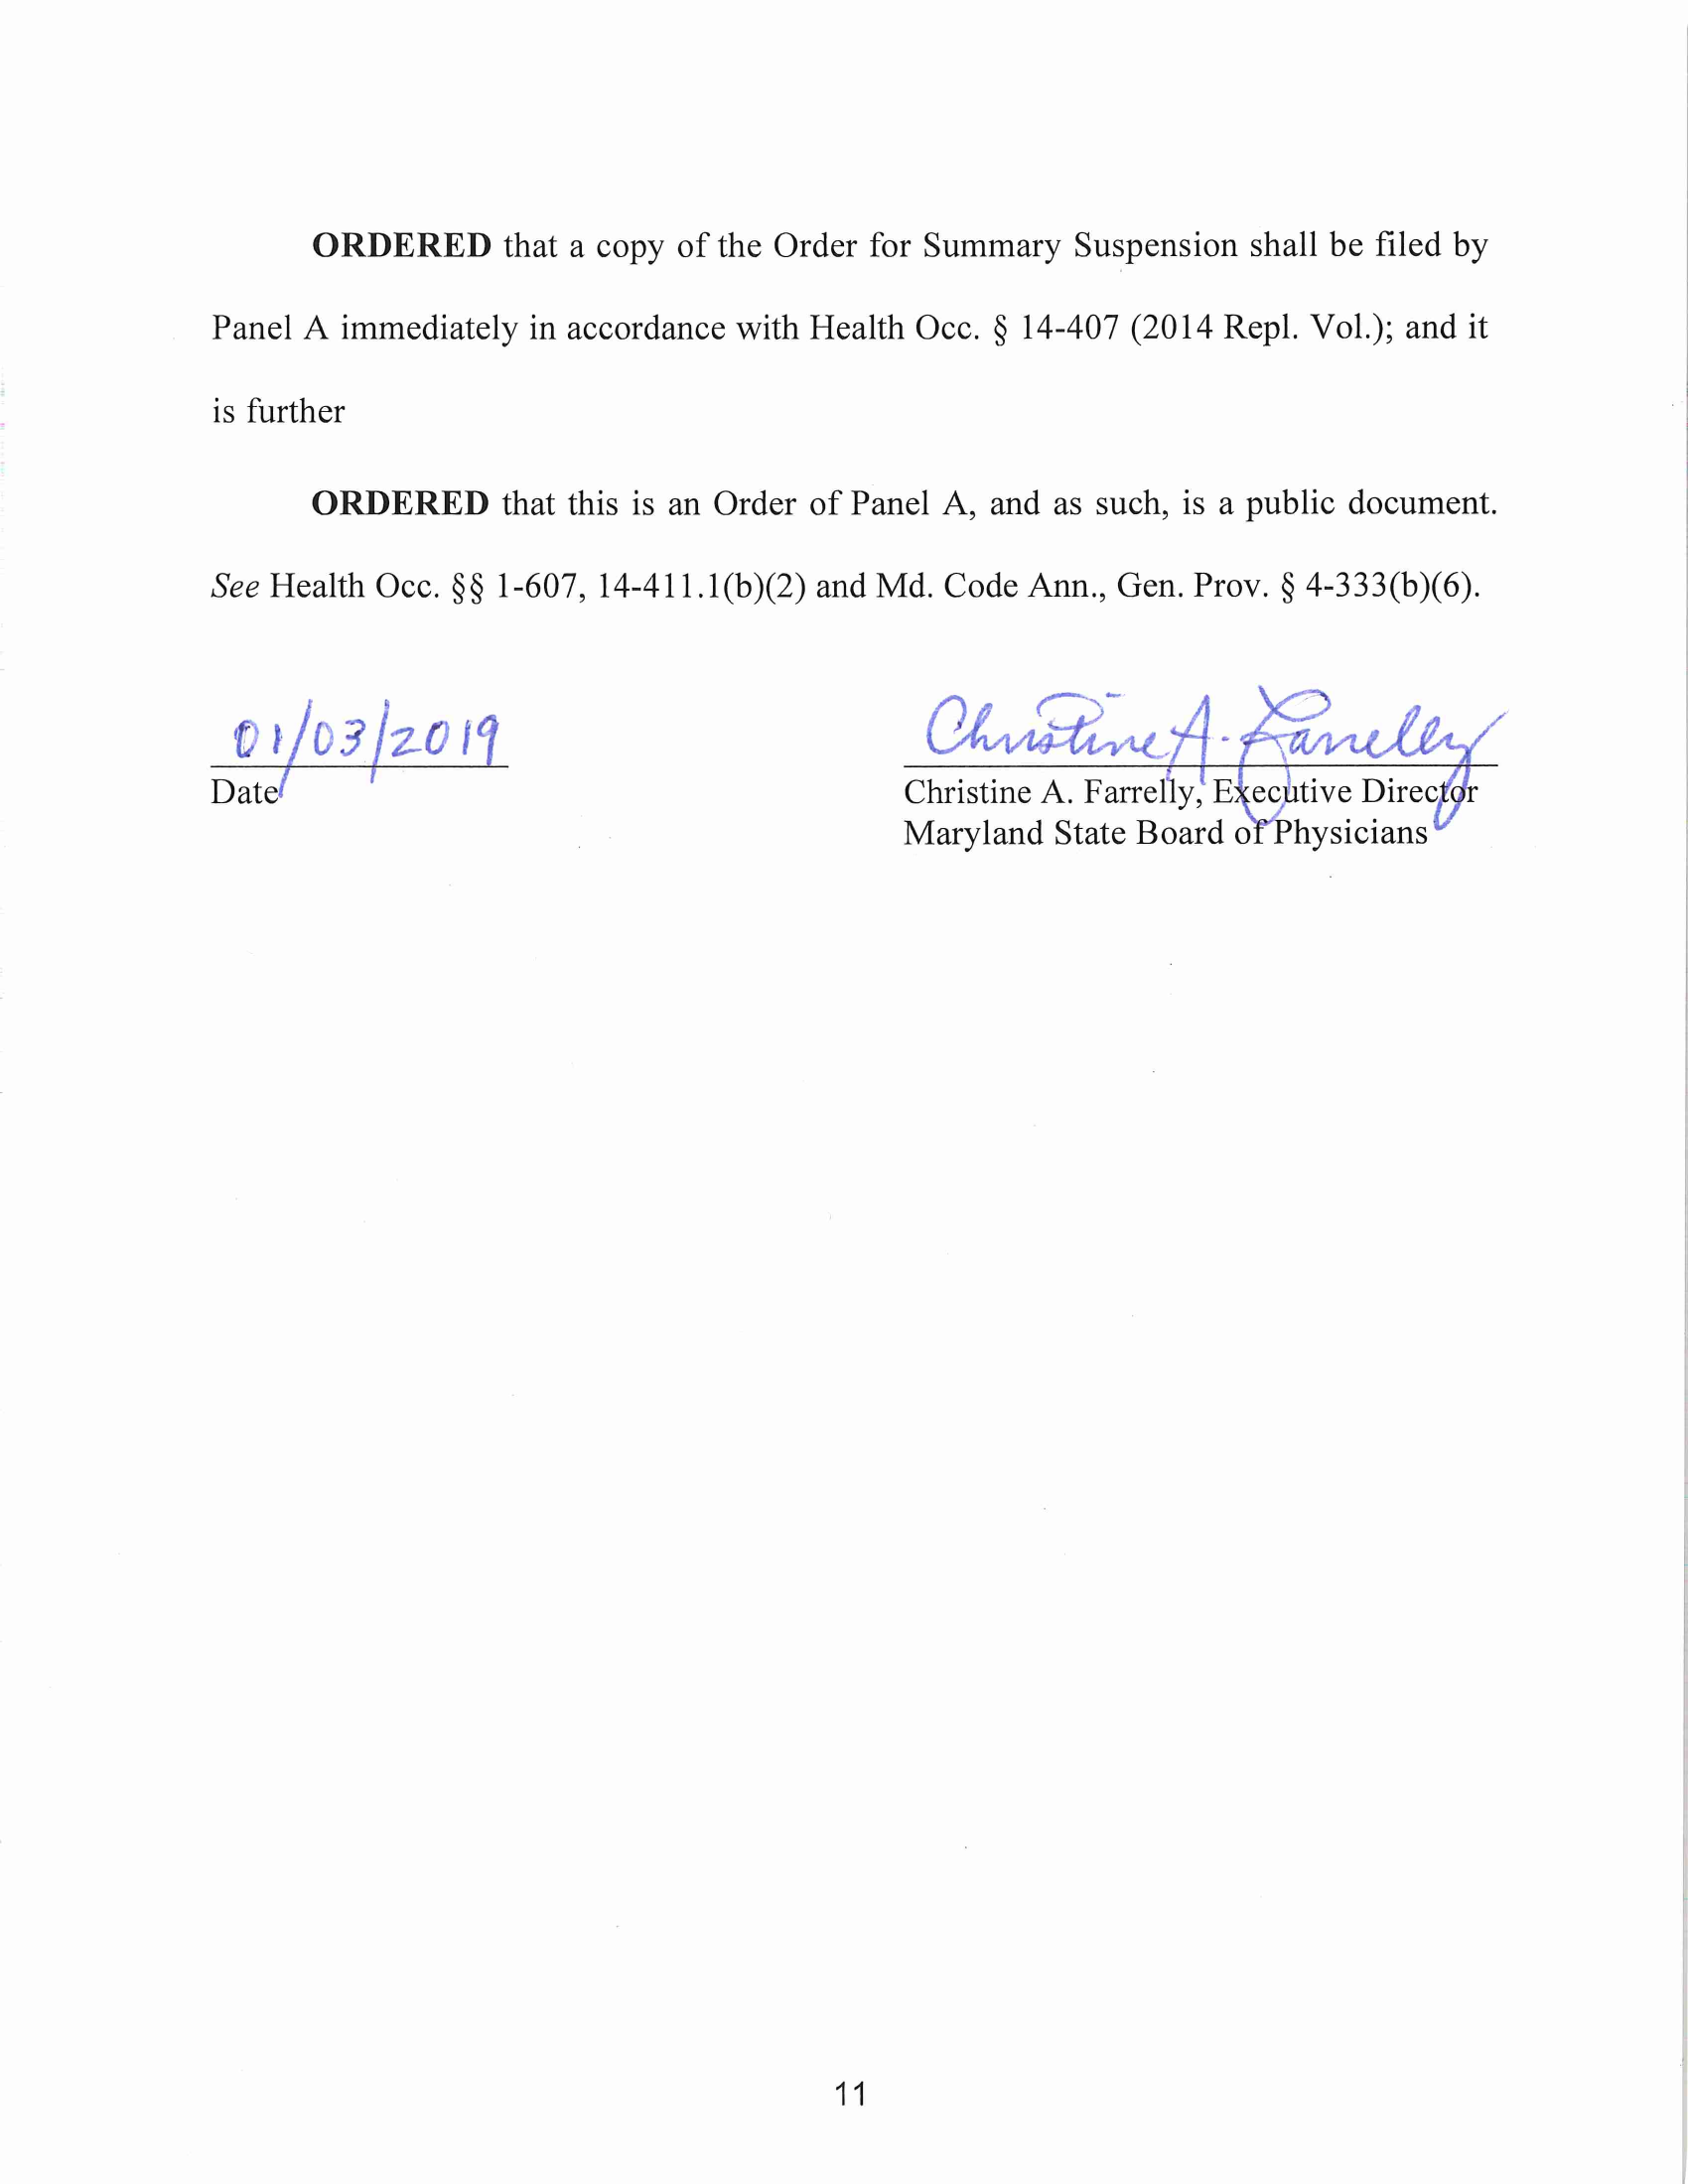 ORDERED that a copy of the Order for Summary Suspension shall be filed by
Panel A immediately in accordance with Health Occ. § 14-407 (2014 Repl. Vol.); and it
is further
ORDERED that this is an Order of Panel A, and as such, is a public document.
See Health Occ. §§ 1-607, 14-411.1(b)(2) and Md. Code Ann., Gen. Prov. § 4-333(b)(6).
01/03/2019
Date
Christine A. Farrelly
Christine A. Farrelly, Executive Director
Maryland State Board of Physicians
11